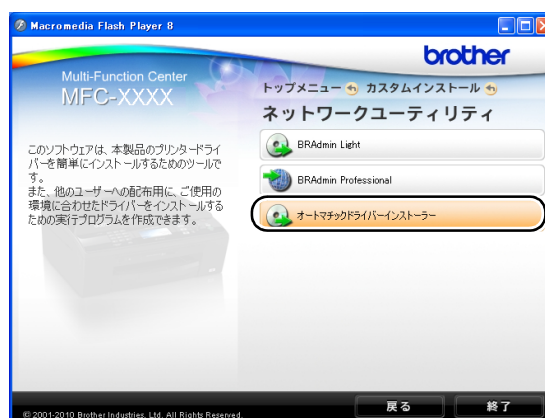 Macromedia Flash Player 8
brother
Multi-Function Center
MFC-XXXX
トップメニュー カスタムインストール
ネットワークユーティリティ
このソフトウェアは、本製品のプリンタードライ
バーを簡単にインストールするためのツールで
す。
また、他のユーザーへの配布用に、ご使用の
環境に合わせたドライバーをインストールする
ための実行プログラムを作成できます。
BRAdmin Light
BRAdmin Professional
オートマチックドライバーインストーラー
戻る
終了
© 2001-2010 Brother Industries, Ltd. All Rights Reserved.